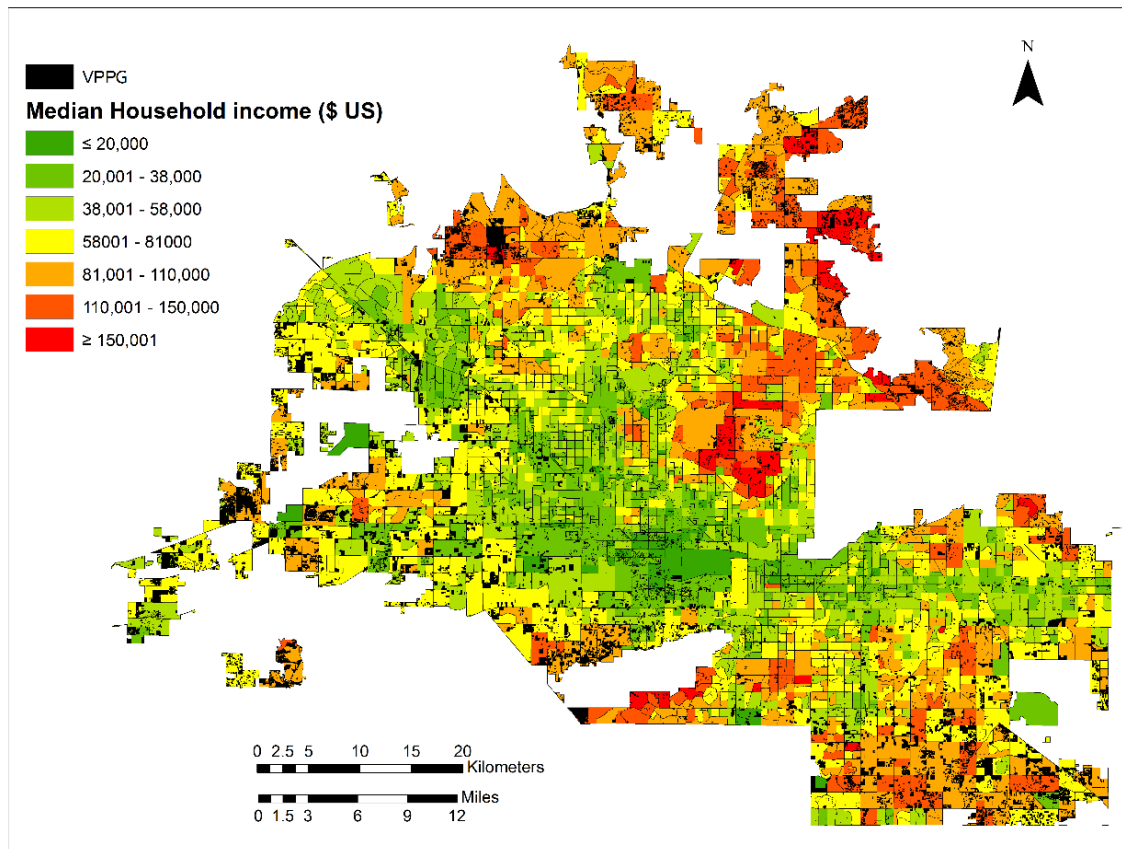 N
VPPG
Median Household income ($ US)
≤ 20,000
20,001 - 38,000
38,001 - 58,000
58001 - 81000
81,001 - 110,000
110,001 - 150,000
≥ 150,001
0 2.5 5 10 15 20
Kilometers
Miles
0 1.5 3 6 9 12